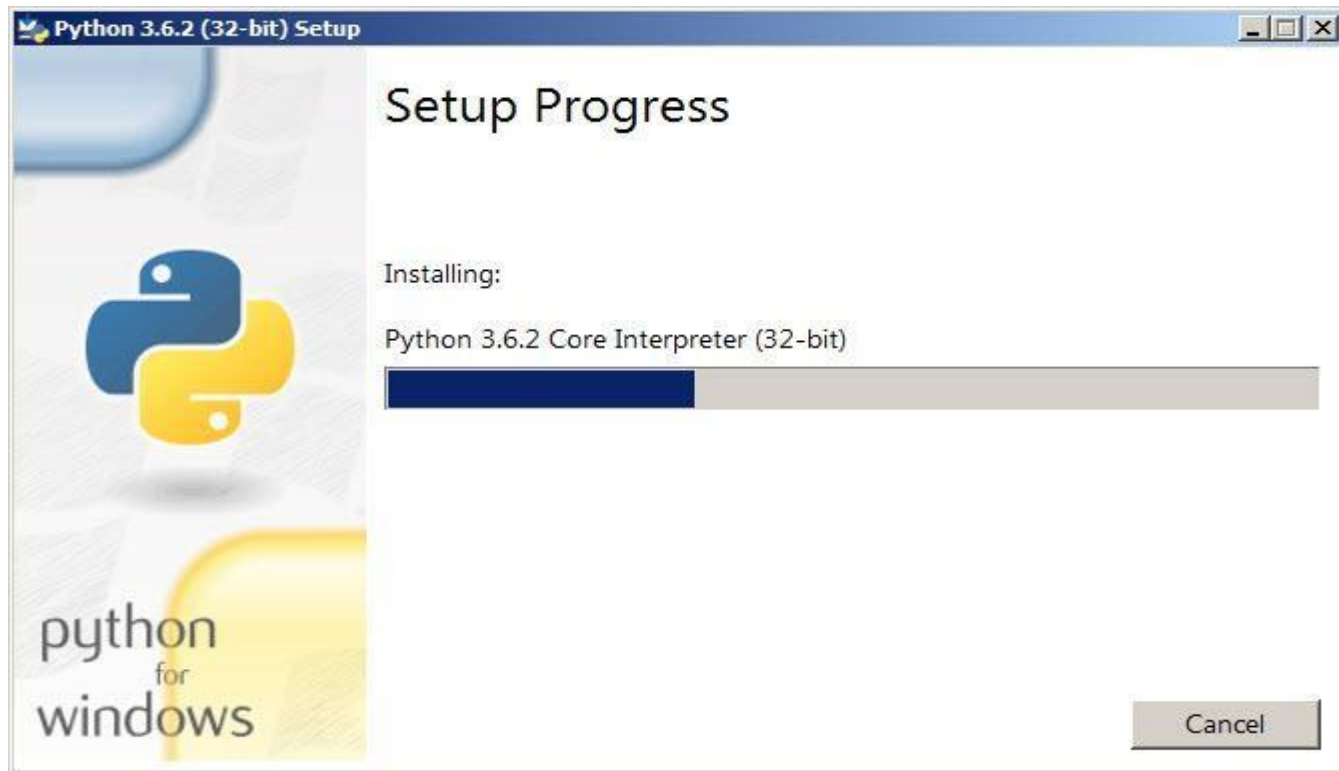 Python 3.6.2 (32-bit) Setup
Setup Progress
Installing:
Python 3.6.2 Core Interpreter (32-bit)
python
for
windows
Cancel